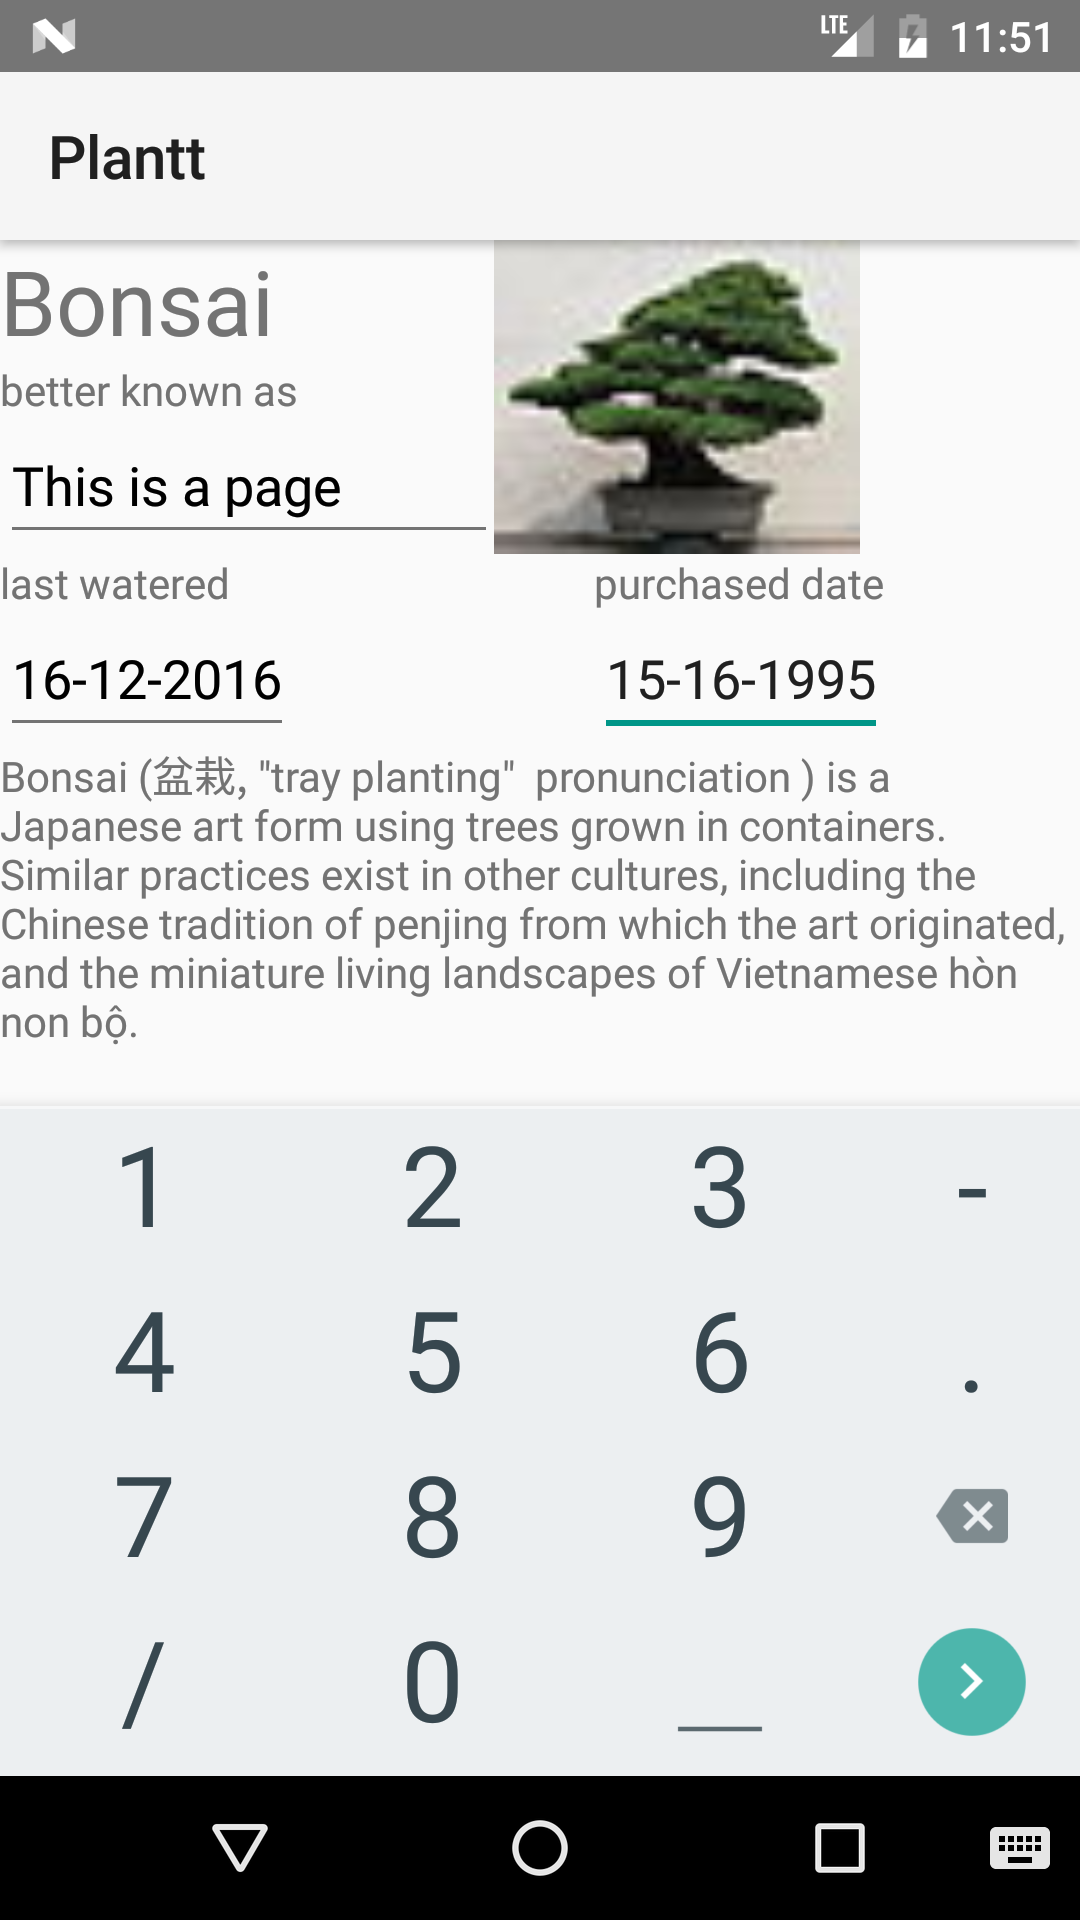 LTE 11:51
Plantt
Bonsai
better known as
This is a page
last watered
purchased date
16-12-2016
15-16-1995
Bonsai (盆栽, "tray planting"  pronunciation ) is a
Japanese art form using trees grown in containers.
Similar practices exist in other cultures, including the
Chinese tradition of penjing from which the art originated,
and the miniature living landscapes of Vietnamese hòn
non bộ.
1 2 3 -
4 5 6 .
7 8 9
/ 0